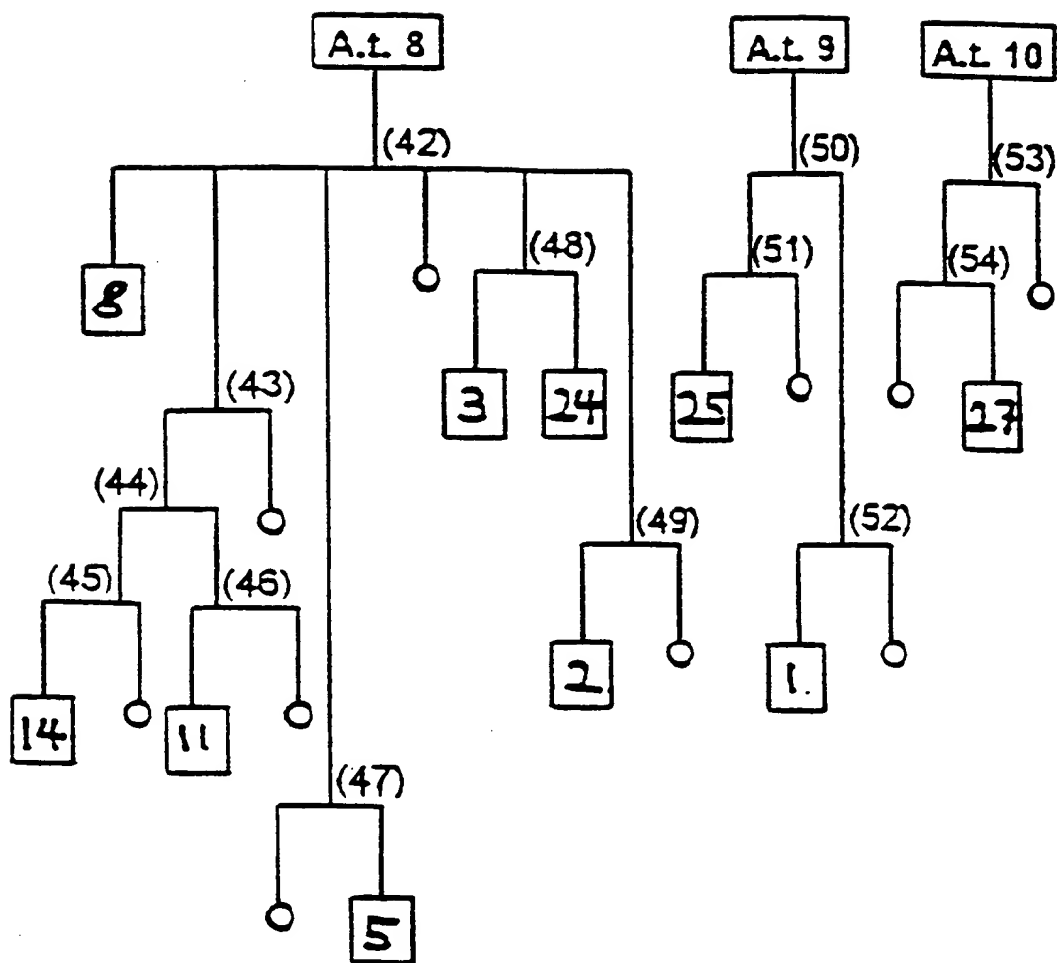 A.t. 8 A.t. 9 A.t. 10
(42) (50) (53)
8 (48) (51) (54)
(43) 3 24 25 27
(44) (49) (52)
(45) (46)
14 11 2 1.
(47)
5